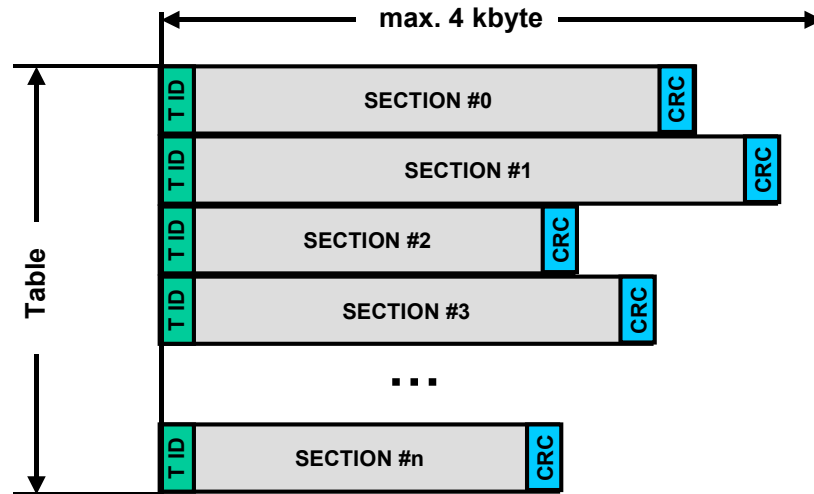 max. 4 kbyte
Table
T ID SECTION #0 CRC
T ID SECTION #1 CRC
T ID SECTION #2 CRC
T ID SECTION #3 CRC
...
T ID SECTION #n CRC